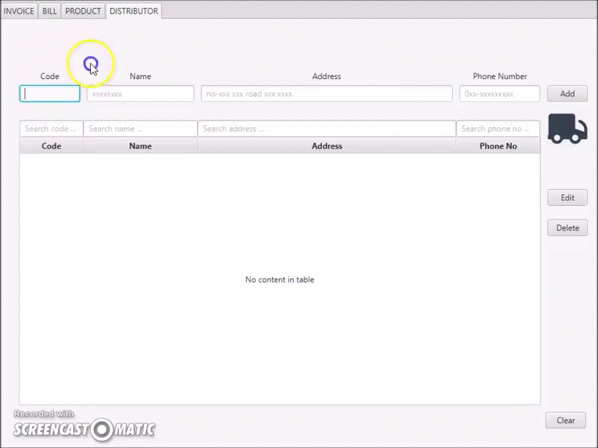 INVOICE BILL PRODUCT DISTRIBUTOR
Code Name Address Phone Number
xxxxxxxx no-xxx xxx road xxx xxxx. 0xx-xxxxxxxxx Add
Search code ... Search name ... Search address ... Search phone no ...
Code Name Address Phone No
Edit
Delete
No content in table
Clear
Recorded with
SCREENCAST-O-MATIC